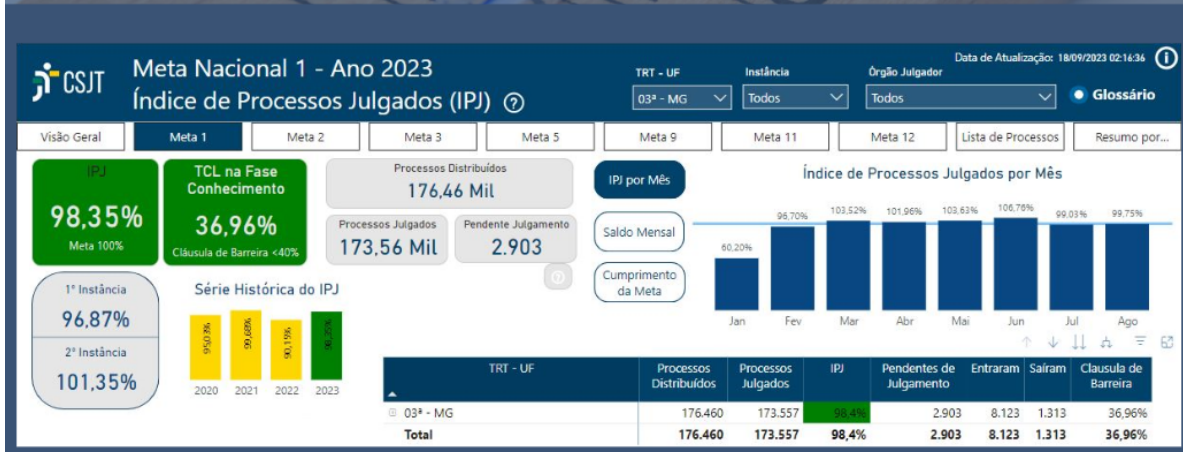 CSJT
Meta Nacional 1 - Ano 2023
Índice de Processos Julgados (IPJ)
TRT - UF
03ª - MG
Instância
Todos
Órgão Julgador
Todos
Data de Atualização: 18/09/2023 02:16:36
Glossário
Visão Geral
Meta 1
Meta 2
Meta 3
Meta 5
Meta 9
Meta 11
Meta 12
Lista de Processos
Resumo por...
IPJ
98,35%
Meta 100%
TCL na Fase
Conhecimento
36,96%
Cláusula de Barreira <40%
Processos Distribuídos
176,46 Mil
Processos Julgados
173,56 Mil
Pendente Julgamento
2.903
1ª Instância
96,87%
2ª Instância
101,35%
Série Histórica do IPJ
95,03%
99,68%
90,15%
98,35%
2020 2021 2022 2023
IPJ por Mês
Saldo Mensal
Cumprimento
da Meta
Índice de Processos Julgados por Mês
60,20% 96,70% 103,52% 101,96% 103,63% 106,76% 99,03% 99,75%
Jan Fev Mar Abr Mai Jun Jul Ago
TRT - UF
Processos
Distribuídos
Processos
Julgados
IPJ
Pendentes de
Julgamento
Entraram
Saíram
Clausula de
Barreira
03ª - MG 176.460 173.557 98,4% 2.903 8.123 1.313 36,96%
Total 176.460 173.557 98,4% 2.903 8.123 1.313 36,96%